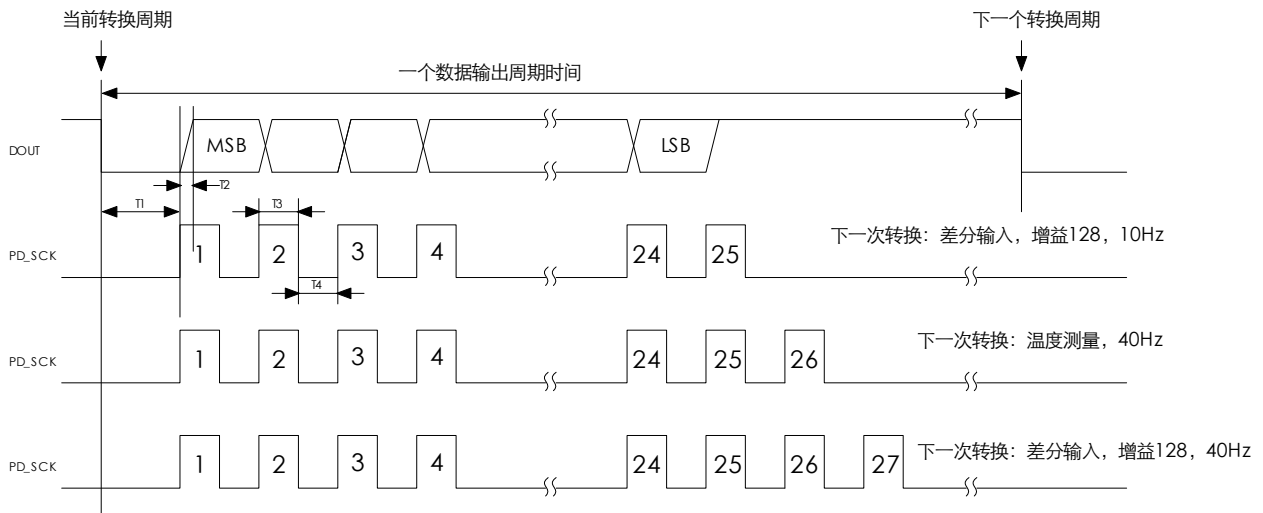 当前转换周期
下一个转换周期
一个数据输出周期时间
DOUT
MSB
LSB
T2
T1
T3
PD_SCK
1 2 3 4 24 25
下一次转换：差分输入，增益128，10Hz
T4
PD_SCK
1 2 3 4 24 25 26
下一次转换：温度测量，40Hz
PD_SCK
1 2 3 4 24 25 26 27
下一次转换：差分输入，增益128，40Hz